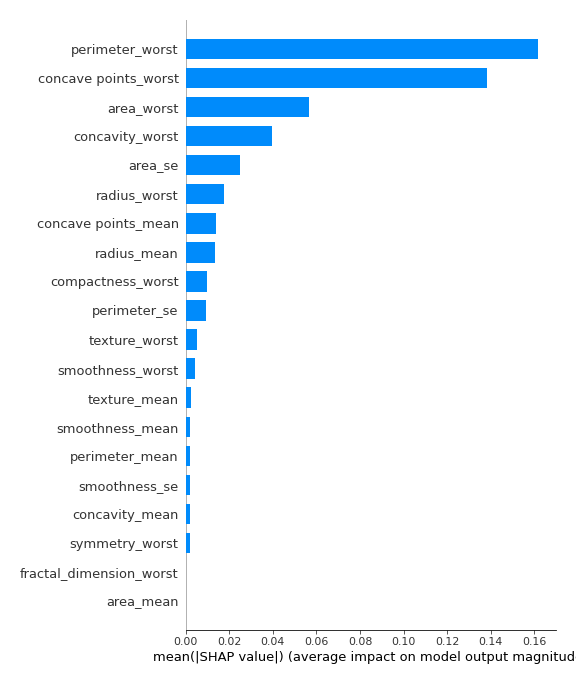 perimeter_worst
concave points_worst
area_worst
concavity_worst
area_se
radius_worst
concave points_mean
radius_mean
compactness_worst
perimeter_se
texture_worst
smoothness_worst
texture_mean
smoothness_mean
perimeter_mean
smoothness_se
concavity_mean
symmetry_worst
fractal_dimension_worst
area_mean
0.00 0.02 0.04 0.06 0.08 0.10 0.12 0.14 0.16
mean(|SHAP value|) (average impact on model output magnitud